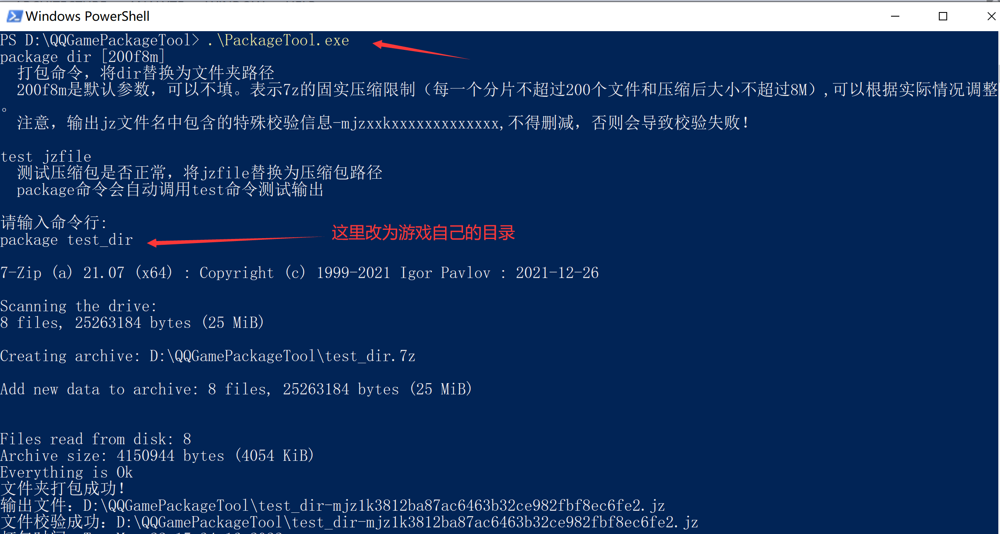 Windows PowerShell
PS D:\QQGamePackageTool> .\PackageTool.exe
package dir [200f8m]
打包命令，将dir替换为文件夹路径
200f8m是默认参数，可以不填。表示7z的固实压缩限制（每一个分片不超过200个文件和压缩后大小不超过8M）,可以根据实际情况调整
。
注意，输出jz文件名中包含的特殊校验信息-mjzxxkxxxxxxxxxxxxx,不得删减，否则会导致校验失败！
test jzfile
测试压缩包是否正常，将jzfile替换为压缩包路径
package命令会自动调用test命令测试输出
请输入命令行:
这里改为游戏自己的目录
package test_dir
7-Zip (a) 21.07 (x64) : Copyright (c) 1999-2021 Igor Pavlov : 2021-12-26
Scanning the drive:
8 files, 25263184 bytes (25 MiB)
Creating archive: D:\QQGamePackageTool\test_dir.7z
Add new data to archive: 8 files, 25263184 bytes (25 MiB)
Files read from disk: 8
Archive size: 4150944 bytes (4054 KiB)
Everything is Ok
文件夹打包成功！
输出文件：D:\QQGamePackageTool\test_dir-mjz1k3812ba87ac6463b32ce982fbf8ec6fe2.jz
文件校验成功：D:\QQGamePackageTool\test_dir-mjz1k3812ba87ac6463b32ce982fbf8ec6fe2.jz